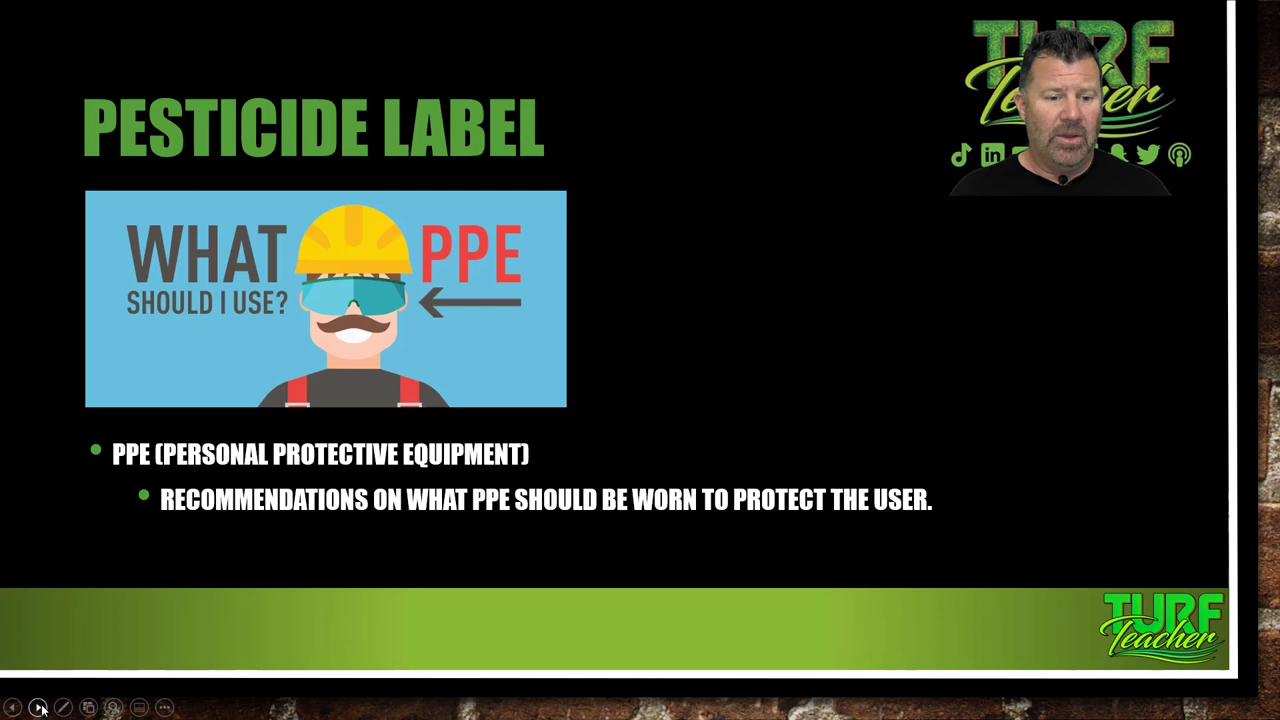 TURF
Teacher
PESTICIDE LABEL
WHAT
SHOULD I USE?
PPE
PPE (PERSONAL PROTECTIVE EQUIPMENT)
RECOMMENDATIONS ON WHAT PPE SHOULD BE WORN TO PROTECT THE USER.
TURF
Teacher